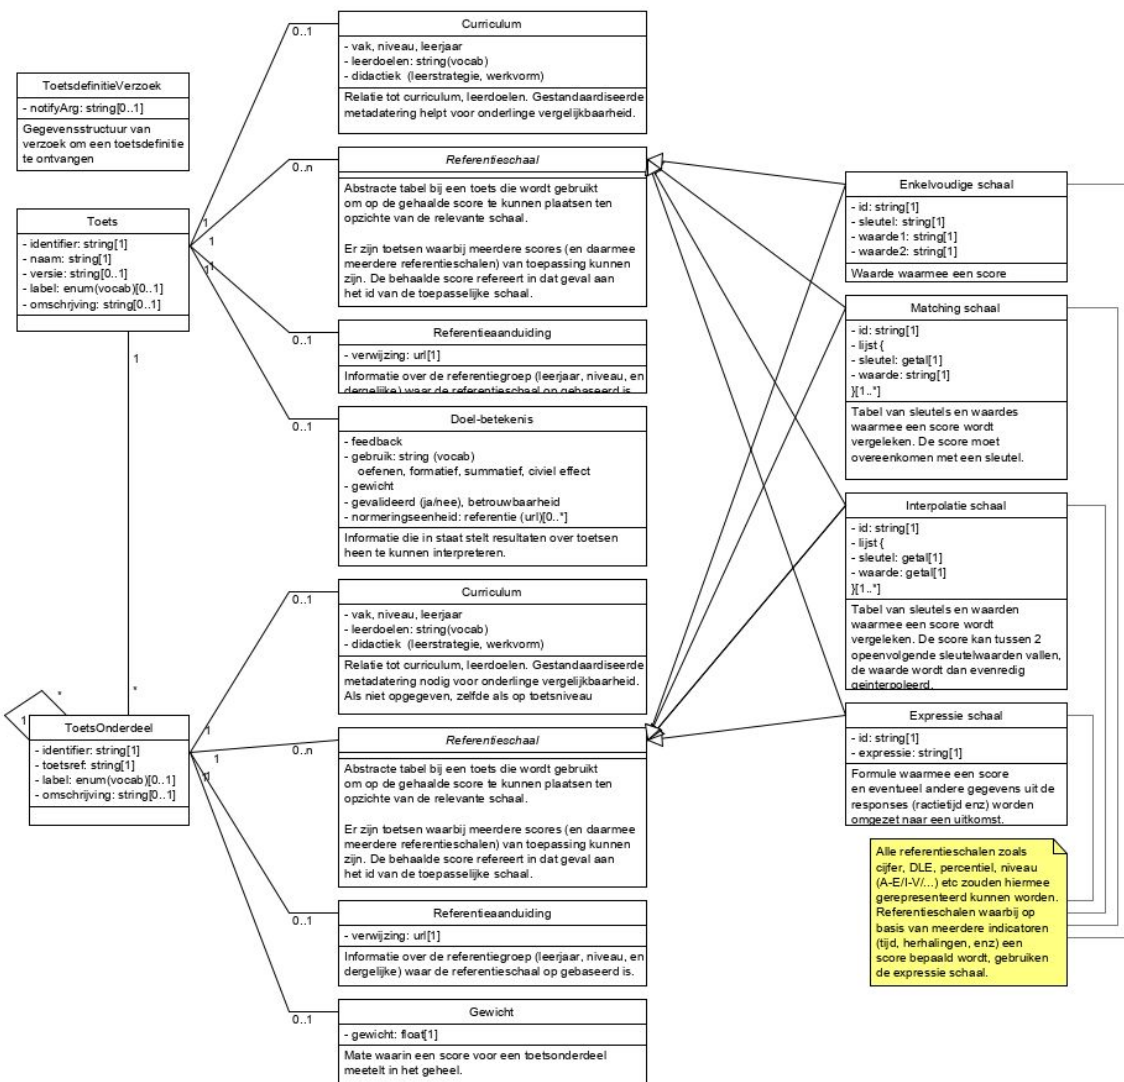 ToetsdefinitieVerzoek
- notifyArg: string[0..1]
Gegevensstructuur van
verzoek om een toetsdefinitie
te ontvangen
Toets
- identifier: string[1]
- naam: string[1]
- versie: string[0..1]
- label: enum(vocab)[0..1]
- omschrijving: string[0..1]
1
1
1
1
1
*
0..1
0..n
0..1
0..1
Curriculum
- vak, niveau, leerjaar
- leerdoelen: string(vocab)
- didactiek (leerstrategie, werkvorm)
Relatie tot curriculum, leerdoelen. Gestandaardiseerde
metadatering helpt voor onderlinge vergelijkbaarheid.
Referentieschaal
Abstracte tabel bij een toets die wordt gebruikt
om op de gehaalde score te kunnen plaatsen ten
opzichte van de relevante schaal.
Er zijn toetsen waarbij meerdere scores (en daarmee
meerdere referentieschalen) van toepassing kunnen
zijn. De behaalde score refereert in dat geval aan
het id van de toepasselijke schaal.
Referentieaanduiding
- verwijzing: url[1]
Informatie over de referentiegroep (leerjaar, niveau, en
dergelijke) waar de referentieschaal op gebaseerd is.
Doel-betekenis
- feedback
- gebruik: string (vocab)
oefenen, formatief, summatief, civiel effect
- gewicht
- gevalideerd (ja/nee), betrouwbaarheid
- normeringseenheid: referentie (url)[0..*]
Informatie die in staat stelt resultaten over toetsen
heen te kunnen interpreteren.
ToetsOnderdeel
- identifier: string[1]
- toetsref: string[1]
- label: enum(vocab)[0..1]
- omschrijving: string[0..1]
1
*
1
1
1
1
0..1
0..n
0..1
0..1
Curriculum
- vak, niveau, leerjaar
- leerdoelen: string(vocab)
- didactiek (leerstrategie, werkvorm)
Relatie tot curriculum, leerdoelen. Gestandaardiseerde
metadatering nodig voor onderlinge vergelijkbaarheid.
Als niet opgegeven, zelfde als op toetsniveau
Referentieschaal
Abstracte tabel bij een toets die wordt gebruikt
om op de gehaalde score te kunnen plaatsen ten
opzichte van de relevante schaal.
Er zijn toetsen waarbij meerdere scores (en daarmee
meerdere referentieschalen) van toepassing kunnen
zijn. De behaalde score refereert in dat geval aan
het id van de toepasselijke schaal.
Referentieaanduiding
- verwijzing: url[1]
Informatie over de referentiegroep (leerjaar, niveau, en
dergelijke) waar de referentieschaal op gebaseerd is.
Gewicht
- gewicht: float[1]
Mate waarin een score voor een toetsonderdeel
meetelt in het geheel.
Enkelvoudige schaal
- id: string[1]
- sleutel: string[1]
- waarde1: string[1]
- waarde2: string[1]
Waarde waarmee een score
Matching schaal
- id: string[1]
- lijst {
- sleutel: getal[1]
- waarde: string[1]
}[1..*]
Tabel van sleutels en waardes
waarmee een score wordt
vergeleken. De score moet
overeenkomen met een sleutel.
Interpolatie schaal
- id: string[1]
- lijst {
- sleutel: getal[1]
- waarde: getal[1]
}[1..*]
Tabel van sleutels en waarden
waarmee een score wordt
vergeleken. De score kan tussen 2
opeenvolgende sleutelwaarden vallen,
de waarde wordt dan evenredig
geinterpoleerd.
Expressie schaal
- id: string[1]
- expressie: string[1]
Formule waarmee een score
en eventueel andere gegevens uit de
responses (ractietijd enz) worden
omgezet naar een uitkomst.
Alle referentieschalen zoals
cijfer, DLE, percentiel, niveau
(A-E/I-V/...) etc zouden hiermee
gerepresenteerd kunnen worden.
Referentieschalen waarbij op
basis van meerdere indicatoren
(tijd, herhalingen, enz) een
score bepaald wordt, gebruiken
de expressie schaal.